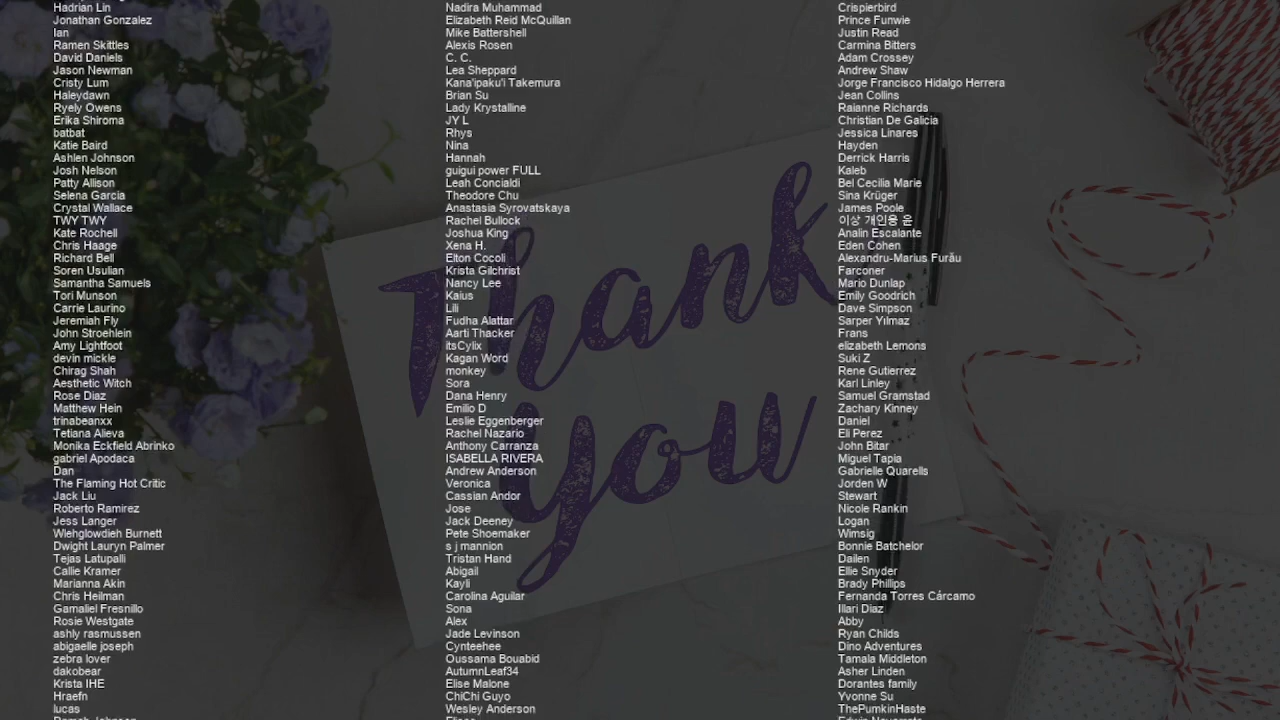 Hadrian Lin
Jonathan Gonzalez
Ian
Ramen Skittles
David Daniels
Jason Newman
Cristy Lum
Haleydawn
Ryely Owens
Erika Shiroma
batbat
Katie Baird
Ashlen Johnson
Josh Nelson
Patty Allison
Selena Garcia
Crystal Wallace
TWY TWY
Kate Rochell
Chris Haage
Richard Bell
Soren Usulian
Samantha Samuels
Tori Munson
Carrie Laurino
Jeremiah Fly
John Stroehlein
Amy Lightfoot
devin mickle
Chirag Shah
Aesthetic Witch
Rose Diaz
Matthew Hein
trinabeanxx
Tetiana Alieva
Monika Eckfield Abrinko
gabriel Apodaca
Dan
The Flaming Hot Critic
Jack Liu
Roberto Ramirez
Jess Langer
Wiehglowdieh Burnett
Dwight Lauryn Palmer
Tejas Latupalli
Callie Kramer
Marianna Akin
Chris Heilman
Gamaliel Fresnillo
Rosie Westgate
ashly rasmussen
abigaelle joseph
zebra lover
dakobear
Krista IHE
Hraefn
lucas
Nadira Muhammad
Elizabeth Reid McQuillan
Mike Battershell
Alexis Rosen
C. C.
Lea Sheppard
Kana'ipaku'i Takemura
Brian Su
Lady Krystalline
JY L
Rhys
Nina
Hannah
guigui power FULL
Leah Concialdi
Theodore Chu
Anastasia Syrovatskaya
Rachel Bullock
Joshua King
Xena H.
Elton Cocoli
Krista Gilchrist
Nancy Lee
Kaius
Lili
Fudha Alattar
Aarti Thacker
itsCylix
Kagan Word
monkey
Sora
Dana Henry
Emilio D
Leslie Eggenberger
Rachel Nazario
Anthony Carranza
ISABELLA RIVERA
Andrew Anderson
Veronica
Cassian Andor
Jose
Jack Deeney
Pete Shoemaker
s j mannion
Tristan Hand
Abigail
Kayli
Carolina Aguilar
Sona
Alex
Jade Levinson
Cynteehee
Oussama Bouabid
AutumnLeaf34
Elise Malone
ChiChi Guyo
Wesley Anderson
Crispierbird
Prince Funwie
Justin Read
Carmina Bitters
Adam Crossey
Andrew Shaw
Jorge Francisco Hidalgo Herrera
Jean Collins
Raianne Richards
Christian De Galicia
Jessica Linares
Hayden
Derrick Harris
Kaleb
Bel Cecilia Marie
Sina Krüger
James Poole
이상 개인용 윤
Analin Escalante
Eden Cohen
Alexandru-Marius Furău
Farconer
Mario Dunlap
Emily Goodrich
Dave Simpson
Sarper Yılmaz
Frans
elizabeth Lemons
Suki Z
Rene Gutierrez
Karl Linley
Samuel Gramstad
Zachary Kinney
Daniel
Eli Perez
John Bitar
Miguel Tapia
Gabrielle Quarells
Jorden W
Stewart
Nicole Rankin
Logan
Wimsig
Bonnie Batchelor
Dailen
Ellie Snyder
Brady Phillips
Fernanda Torres Cárcamo
Illari Diaz
Abby
Ryan Childs
Dino Adventures
Tamala Middleton
Asher Linden
Dorantes family
Yvonne Su
ThePumkinHaste
Thank
you